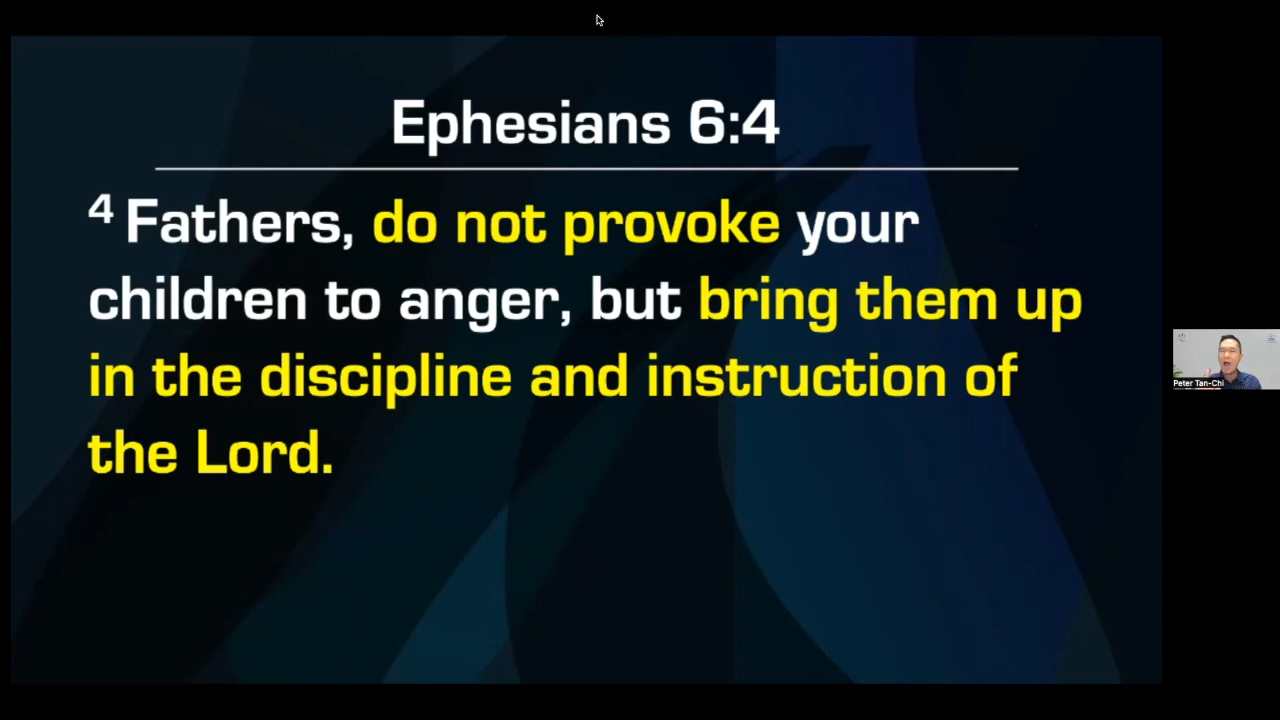 Ephesians 6:4
4 Fathers, do not provoke your
children to anger, but bring them up
in the discipline and instruction of
the Lord.
Peter Tan-Chi